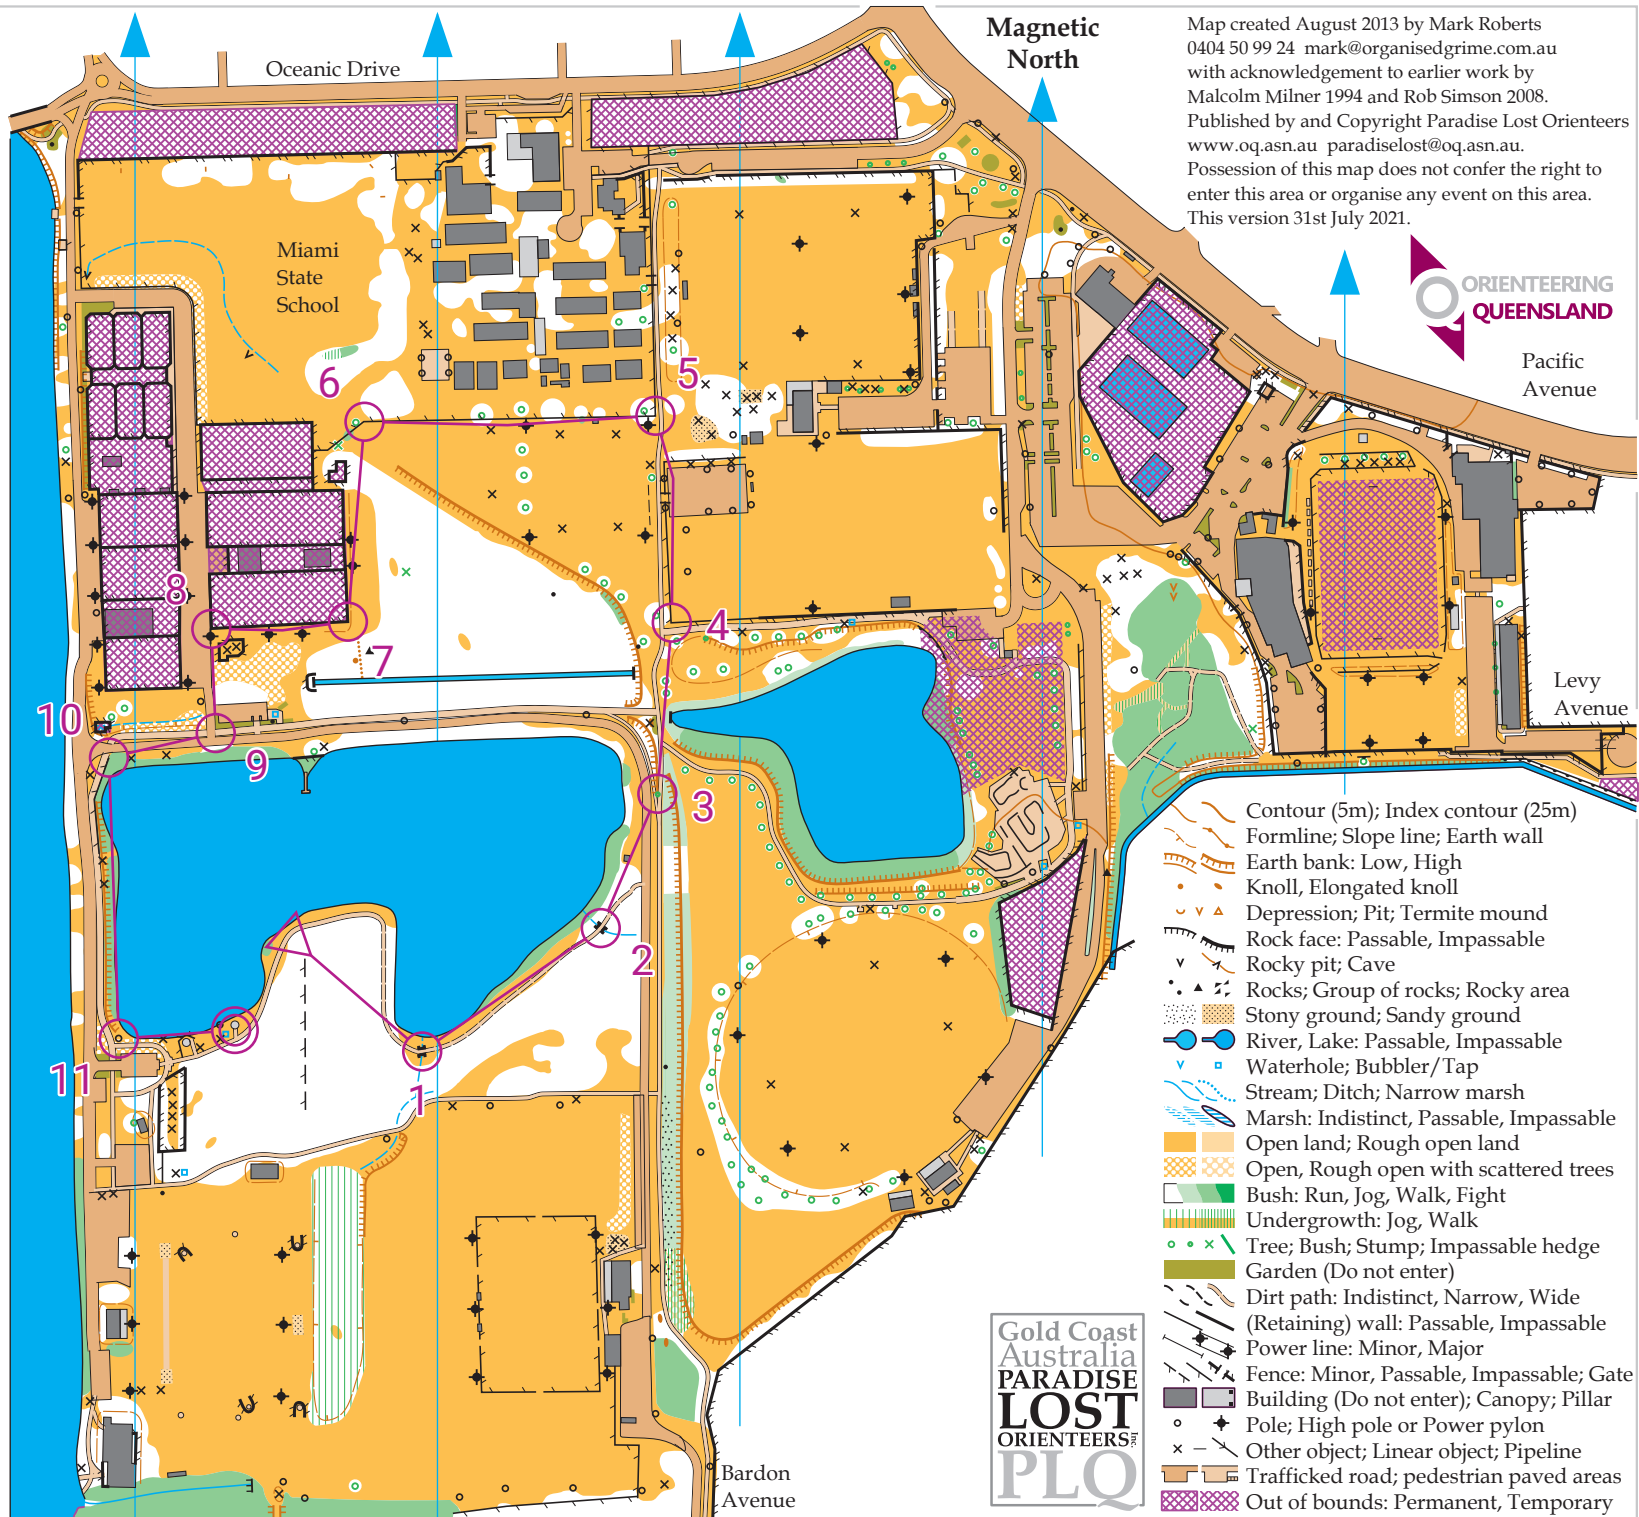 Oceanic Drive
Magnetic
North
Map created August 2013 by Mark Roberts
0404 50 99 24 mark@organisedgrime.com.au
with acknowledgement to earlier work by
Malcolm Milner 1994 and Rob Simson 2008.
Published by and Copyright Paradise Lost Orienteers
www.oq.asn.au paradiselost@oq.asn.au.
Possession of this map does not confer the right to
enter this area or organise any event on this area.
This version 31st July 2021.
ORIENTEERING
QUEENSLAND
Pacific
Avenue
Miami
State
School
6
5
8
4
7
10
9
3
2
11
1
Levy
Avenue
Contour (5m); Index contour (25m)
Formline; Slope line; Earth wall
Earth bank: Low, High
Knoll, Elongated knoll
Depression; Pit; Termite mound
Rock face: Passable, Impassable
Rocky pit; Cave
Rocks; Group of rocks; Rocky area
Stony ground; Sandy ground
River, Lake: Passable, Impassable
Waterhole; Bubbler/Tap
Stream; Ditch; Narrow marsh
Marsh: Indistinct, Passable, Impassable
Open land; Rough open land
Open, Rough open with scattered trees
Bush: Run, Jog, Walk, Fight
Undergrowth: Jog, Walk
Tree; Bush; Stump; Impassable hedge
Garden (Do not enter)
Dirt path: Indistinct, Narrow, Wide
(Retaining) wall: Passable, Impassable
Power line: Minor, Major
Fence: Minor, Passable, Impassable; Gate
Building (Do not enter); Canopy; Pillar
Pole; High pole or Power pylon
Other object; Linear object; Pipeline
Trafficked road; pedestrian paved areas
Out of bounds: Permanent, Temporary
Gold Coast
Australia
PARADISE
LOST
ORIENTEERS Inc.
PLQ
Bardon
Avenue